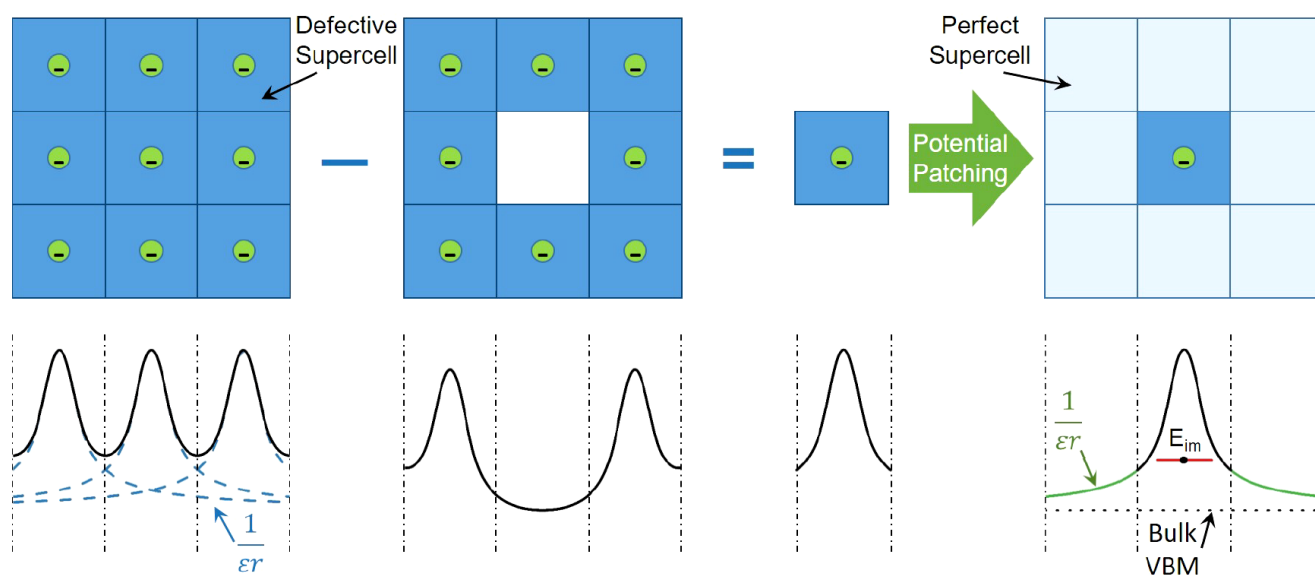 Defective
Supercell
Perfect
Supercell
- - -
- - -
- - -
- - -
- -
- - -
-
-
Potential
Patching
−
=
1
εr
1
εr
E_im
Bulk
VBM